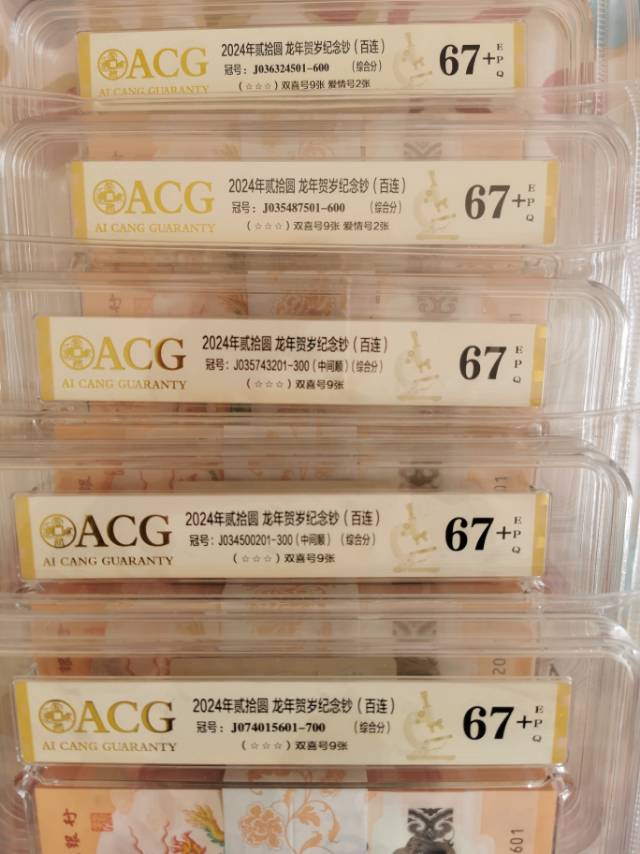 ACG
AI CANG GUARANTY
2024年贰拾圆 龙年贺岁纪念钞（百连）
冠号：J036324501-600 （综合分）
（☆☆☆）双喜号9张 爱情号2张
67+ EPQ
ACG
AI CANG GUARANTY
2024年贰拾圆 龙年贺岁纪念钞（百连）
冠号：J035487501-600 （综合分）
（☆☆☆）双喜号9张 爱情号2张
67+ EPQ
ACG
AI CANG GUARANTY
2024年贰拾圆 龙年贺岁纪念钞（百连）
冠号：J035743201-300（中间顺）（综合分）
（☆☆☆）双喜号9张
67 EPQ
ACG
AI CANG GUARANTY
2024年贰拾圆 龙年贺岁纪念钞（百连）
冠号：J034500201-300（中间顺）（综合分）
（☆☆☆）双喜号9张
67+ EPQ
ACG
AI CANG GUARANTY
2024年贰拾圆 龙年贺岁纪念钞（百连）
冠号：J074015601-700 （综合分）
（☆☆☆）双喜号9张
67+ EPQ
银行
601